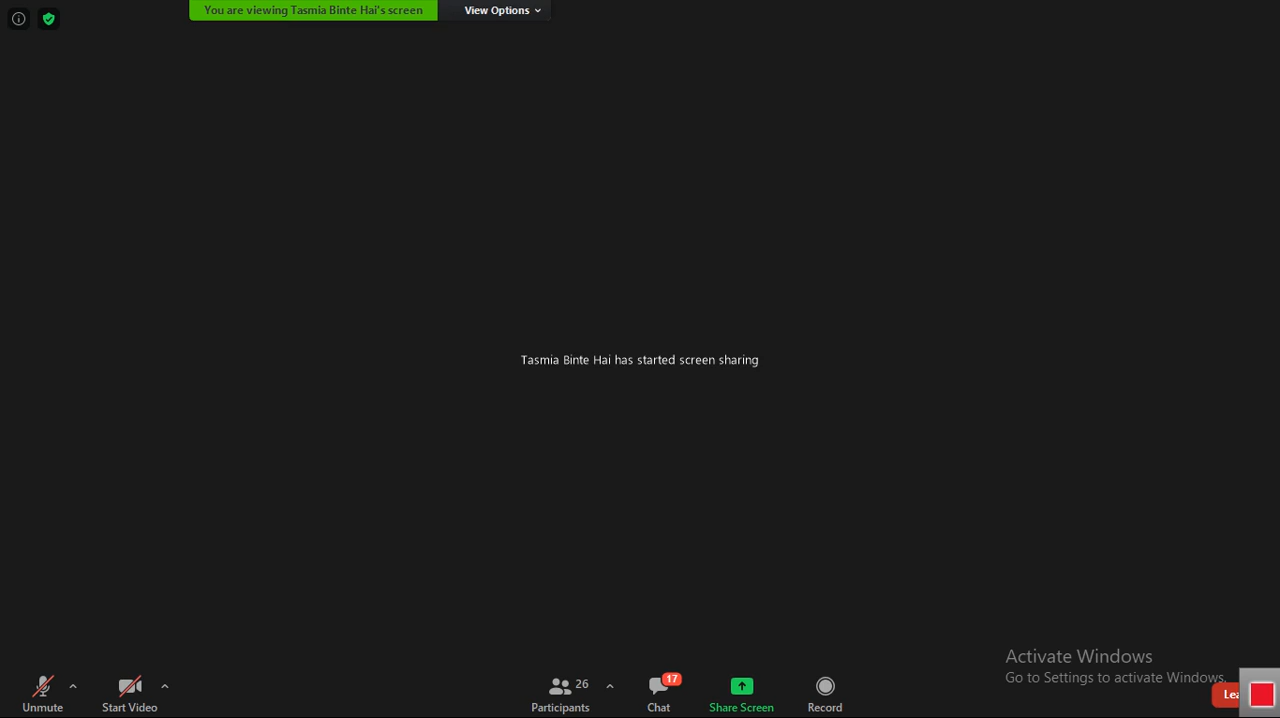 You are viewing Tasmia Binte Hai's screen View Options
Tasmia Binte Hai has started screen sharing
Activate Windows
Go to Settings to activate Windows.
26
17
Unmute Start Video Participants Chat Share Screen Record